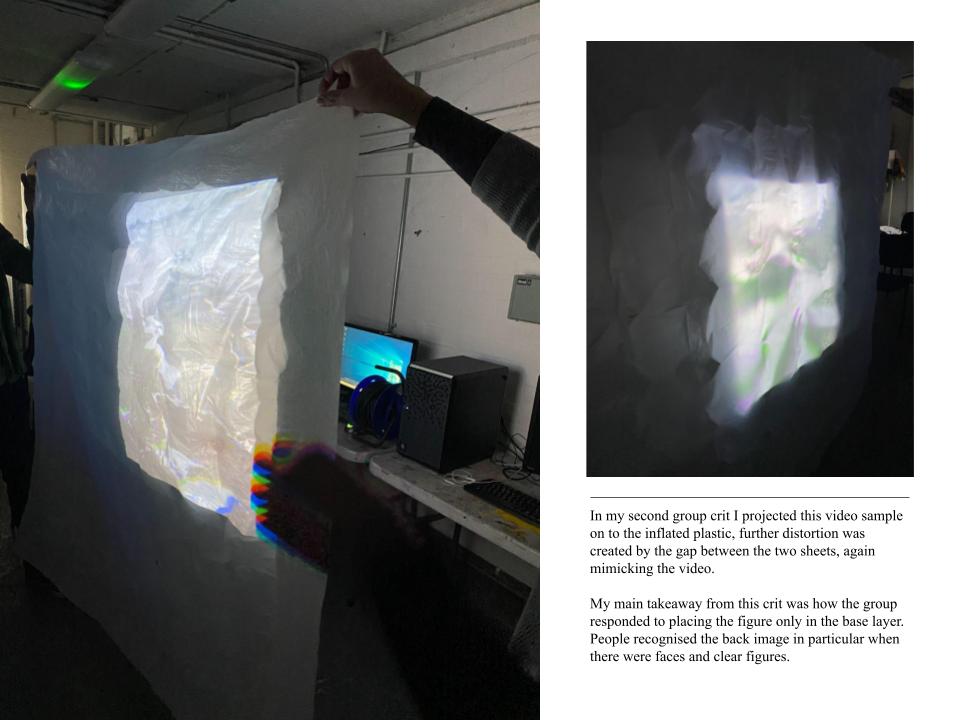 In my second group crit I projected this video sample
on to the inflated plastic, further distortion was
created by the gap between the two sheets, again
mimicking the video.
My main takeaway from this crit was how the group
responded to placing the figure only in the base layer.
People recognised the back image in particular when
there were faces and clear figures.